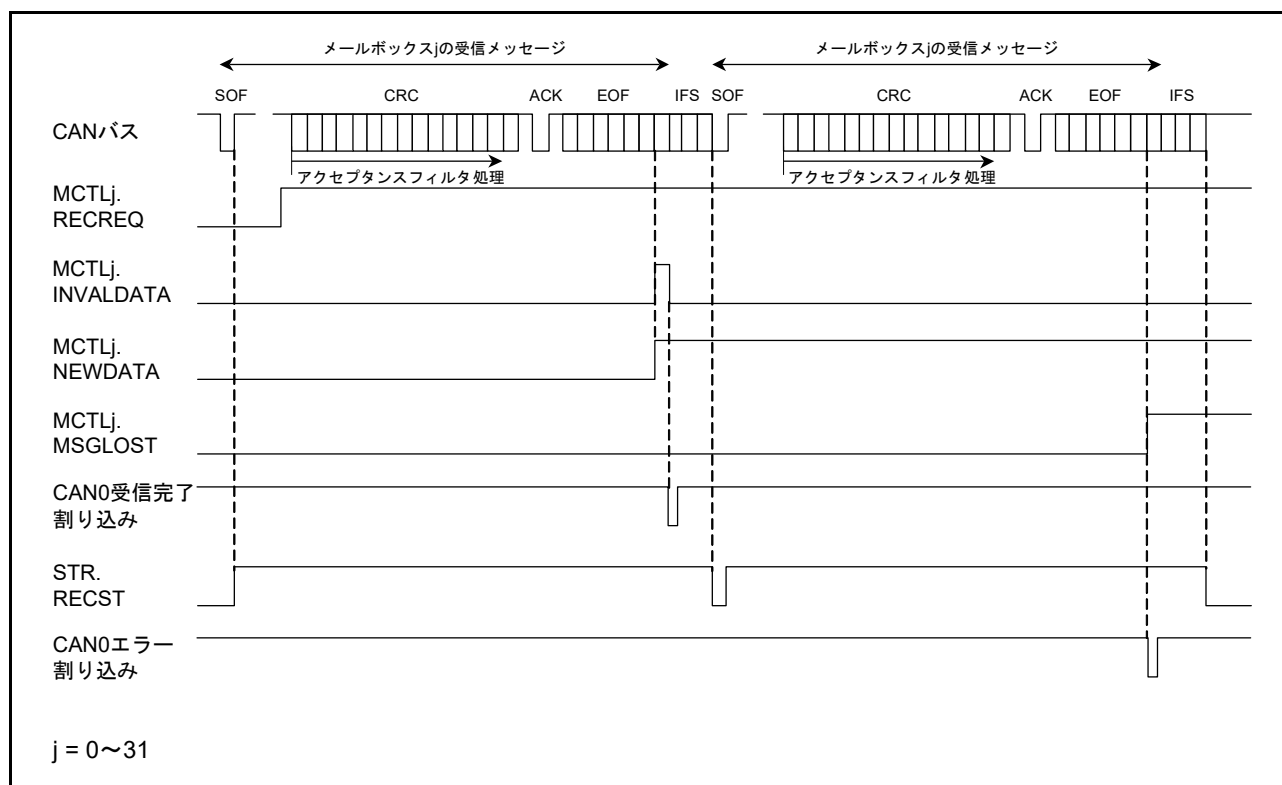 メールボックスjの受信メッセージ メールボックスjの受信メッセージ
SOF CRC ACK EOF IFS SOF CRC ACK EOF IFS
CANバス
アクセプタンスフィルタ処理 アクセプタンスフィルタ処理
MCTLj.
RECREQ
MCTLj.
INVALDATA
MCTLj.
NEWDATA
MCTLj.
MSGLOST
CAN0受信完了
割り込み
STR.
RECST
CAN0エラー
割り込み
j = 0～31